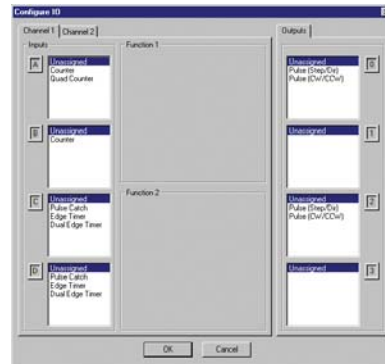 Configure IO
Channel 1 Channel 2
Inputs
Function 1
A
Unassigned
Counter
Quad Counter
B
Unassigned
Counter
Function 2
C
Unassigned
Pulse Catch
Edge Timer
Dual Edge Timer
D
Unassigned
Pulse Catch
Edge Timer
Dual Edge Timer
Outputs
Unassigned
Pulse (Step/Dir)
Pulse (CW/CCW)
0
Unassigned
1
Unassigned
Pulse (Step/Dir)
Pulse (CW/CCW)
2
Unassigned
3
OK Cancel